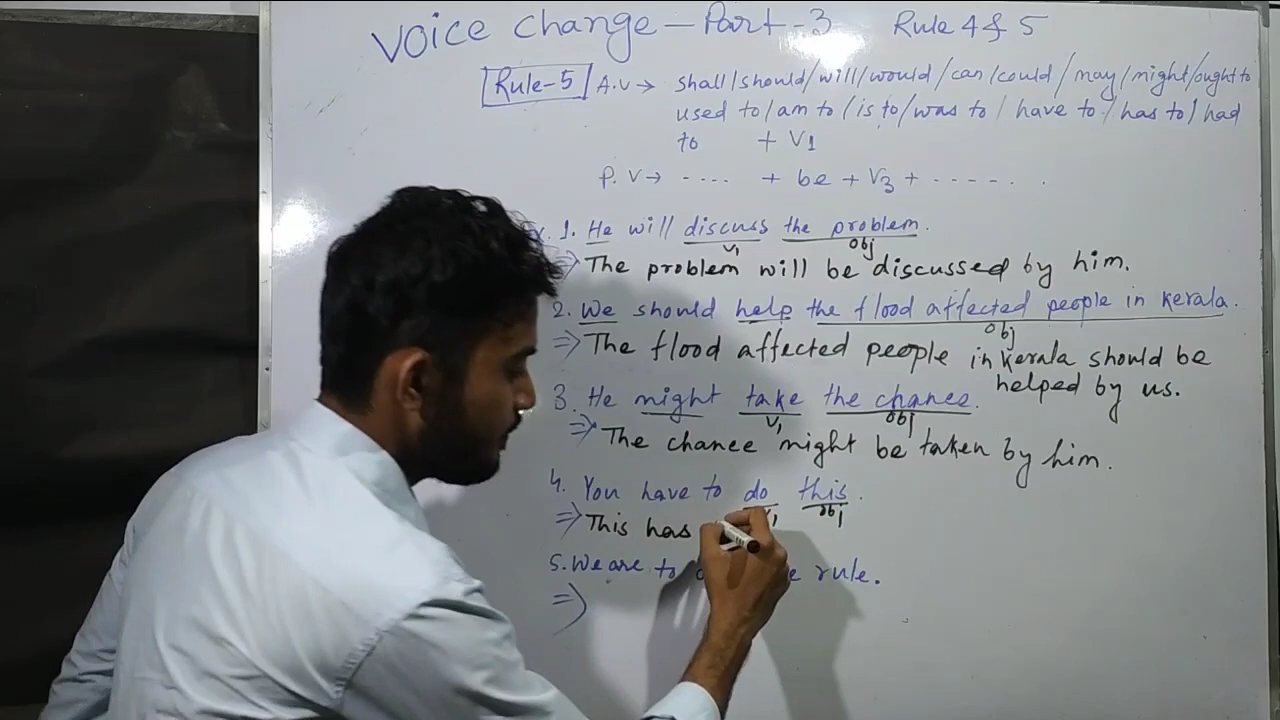 Voice change – Part-3 Rule 4 & 5
Rule-5 A.V → shall/should/will/would/can/could/may/might/ought to
used to/am to/is to/was to/have to/has to/had
to + V1
P.V → .... + be + V3 + .....
1. He will discuss the problem.
V1 obj
⇒ The problem will be discussed by him.
2. We should help the flood affected people in Kerala.
obj
⇒ The flood affected people in Kerala should be
helped by us.
3. He might take the chance.
V1 obj
⇒ The chance might be taken by him.
4. You have to do this.
V1 obj
⇒ This has
5. We are to rule.
⇒